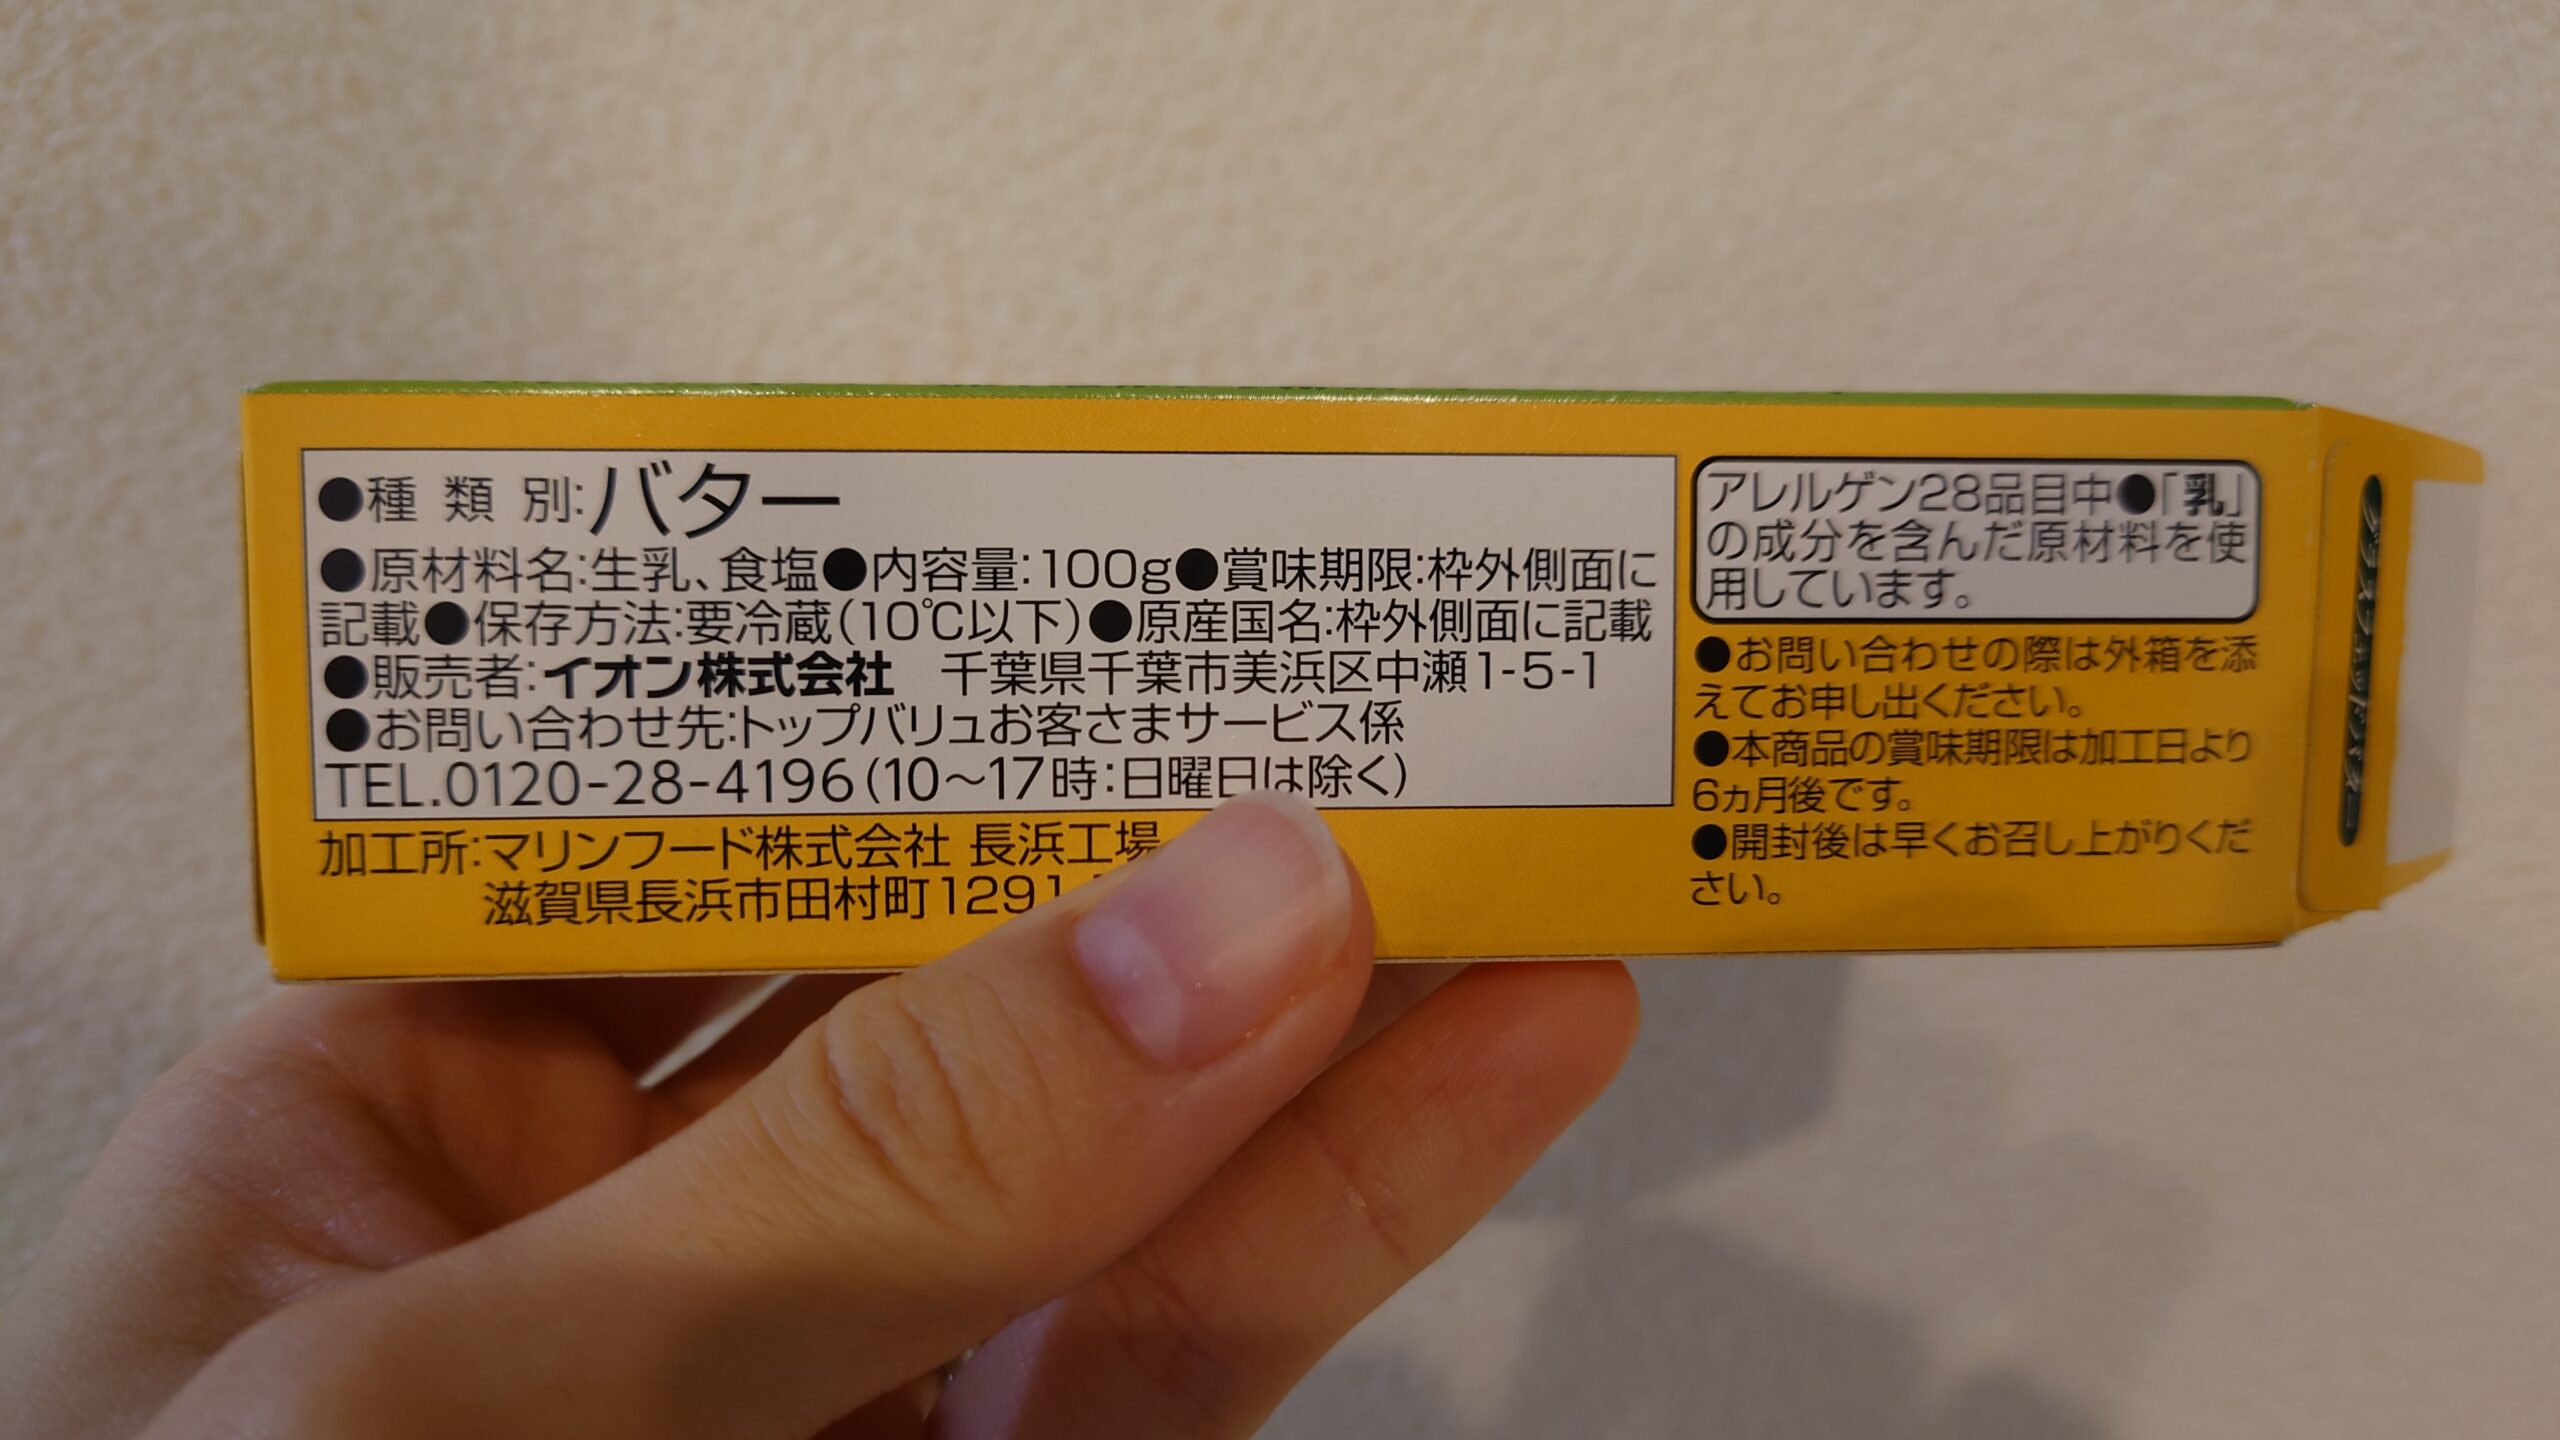 ●種類別:バター
●原材料名:生乳、食塩●内容量:100g●賞味期限:枠外側面に
記載●保存方法:要冷蔵(10℃以下)●原産国名:枠外側面に記載
●販売者:イオン株式会社 千葉県千葉市美浜区中瀬1-5-1
●お問い合わせ先:トップバリュお客さまサービス係
TEL.0120-28-4196(10～17時:日曜日は除く)
加工所:マリンフード株式会社 長浜工場
滋賀県長浜市田村町1291
アレルゲン28品目中●「乳」
の成分を含んだ原材料を使
用しています。
●お問い合わせの際は外箱を添
えてお申し出ください。
●本商品の賞味期限は加工日より
6ヵ月後です。
●開封後は早くお召し上がりくだ
さい。
グラスフェッドバター